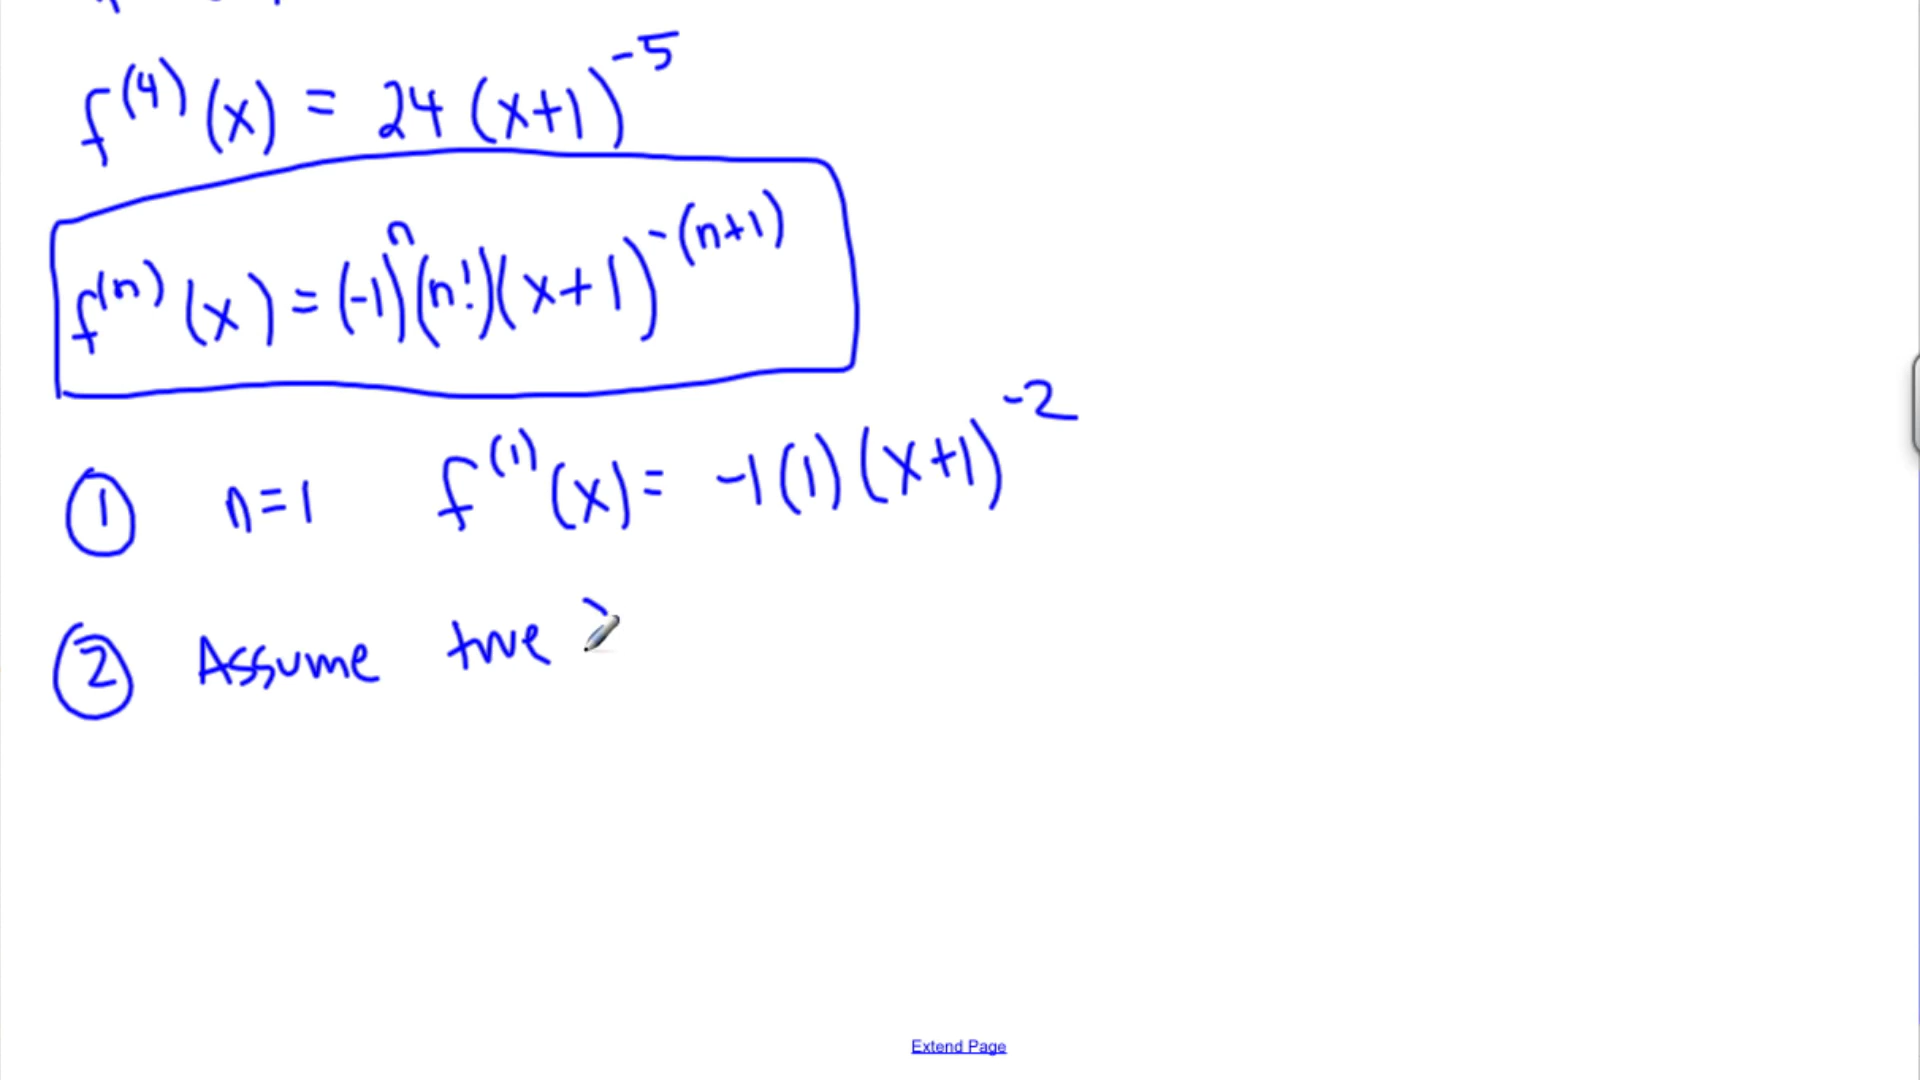 f^(4) (x) = 24 (x+1)^-5
f^(n) (x) = (-1)^n (n!)(x+1)^-(n+1)
① n=1 f^(1) (x) = -1(1)(x+1)^-2
② Assume true
Extend Page